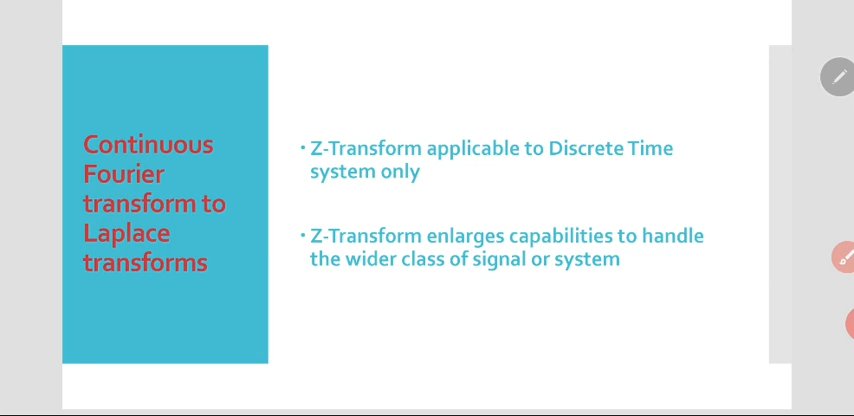 Continuous
Fourier
transform to
Laplace
transforms
• Z-Transform applicable to Discrete Time
system only
• Z-Transform enlarges capabilities to handle
the wider class of signal or system